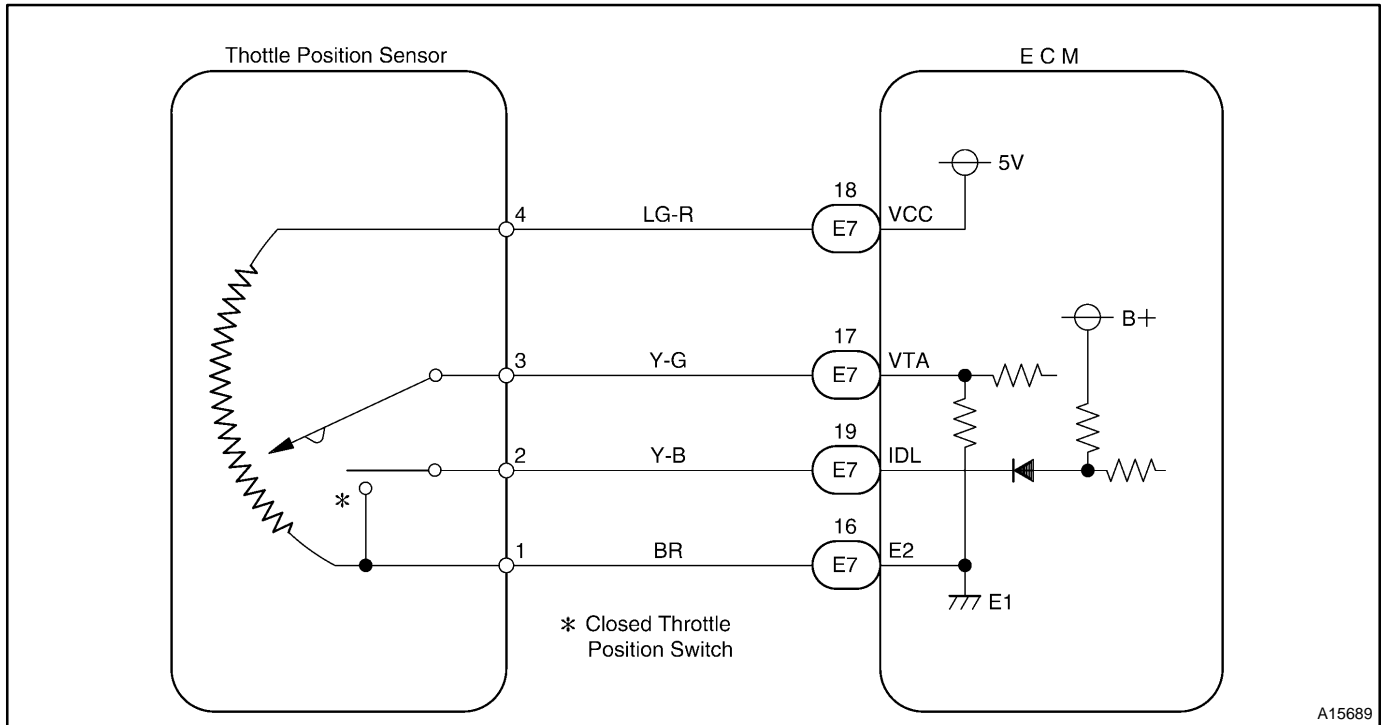 Thottle Position Sensor
E C M
5V
18
4
LG-R
E7
VCC
B+
17
3
Y-G
E7
VTA
19
2
Y-B
E7
IDL
*
16
1
BR
E7
E2
E1
* Closed Throttle
Position Switch
A15689